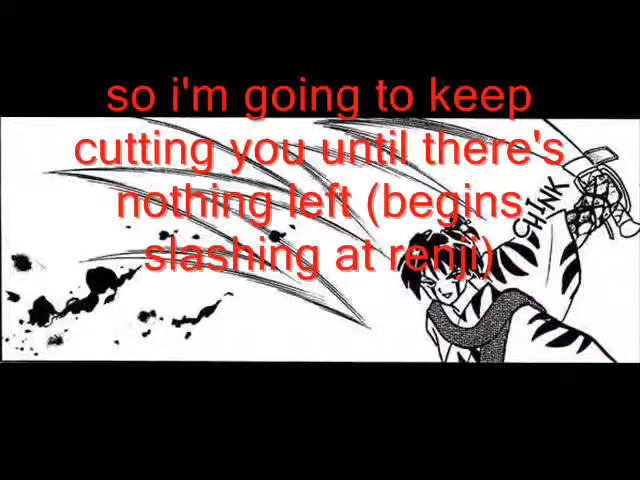 so i'm going to keep
cutting you until there's
nothing left (begins
slashing at renji)
CHINK